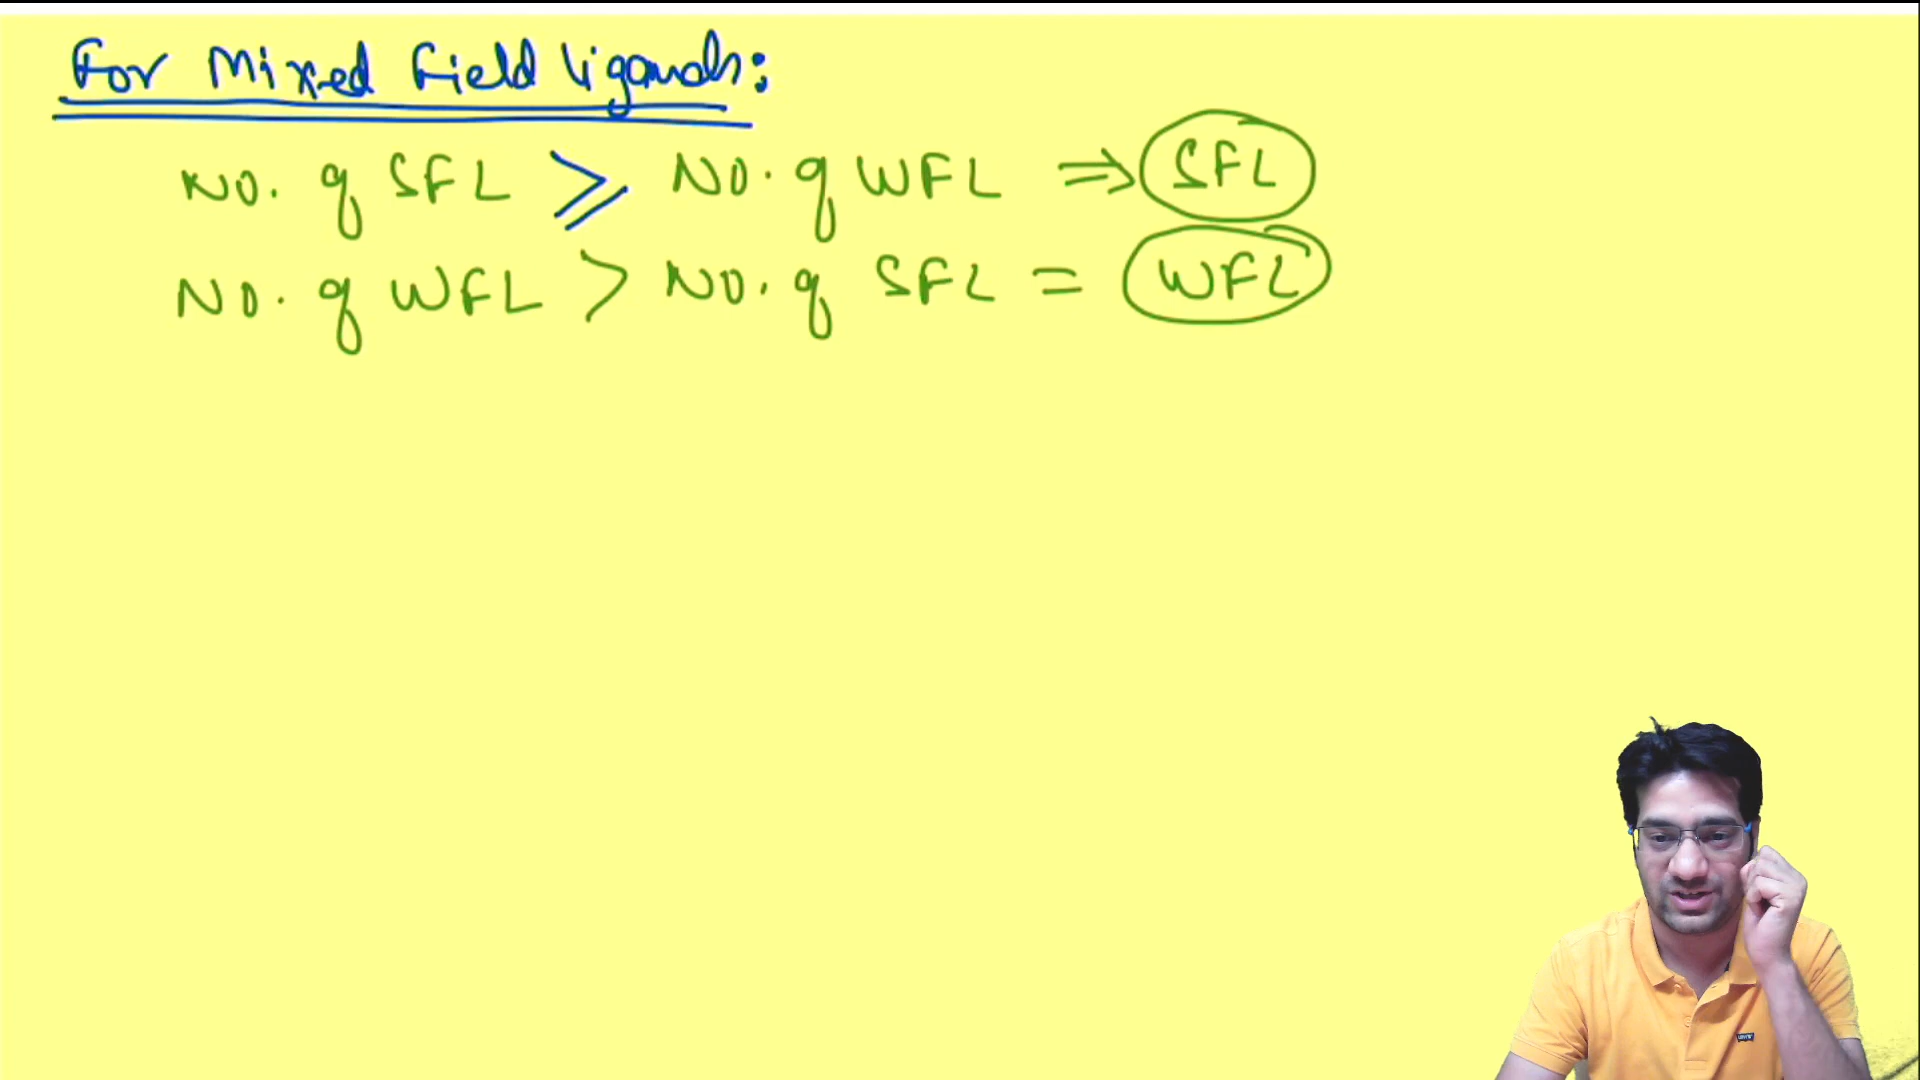 For Mixed Field Ligands:
No. of SFL ⩾ No. of WFL ⇒ SFL
No. of WFL > No. of SFL = WFL